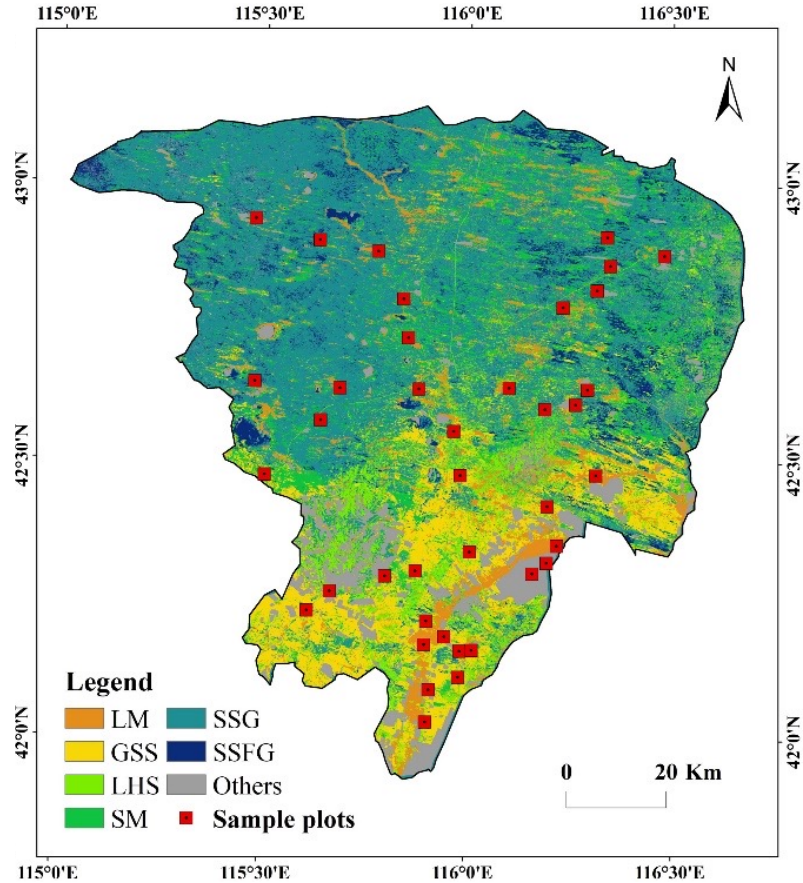 115°0'E 115°30'E 116°0'E 116°30'E
N
43°0'N 43°0'N
42°30'N 42°30'N
42°0'N 42°0'N
Legend
LM SSG
GSS SSFG
LHS Others
SM Sample plots
0 20 Km
115°0'E 115°30'E 116°0'E 116°30'E